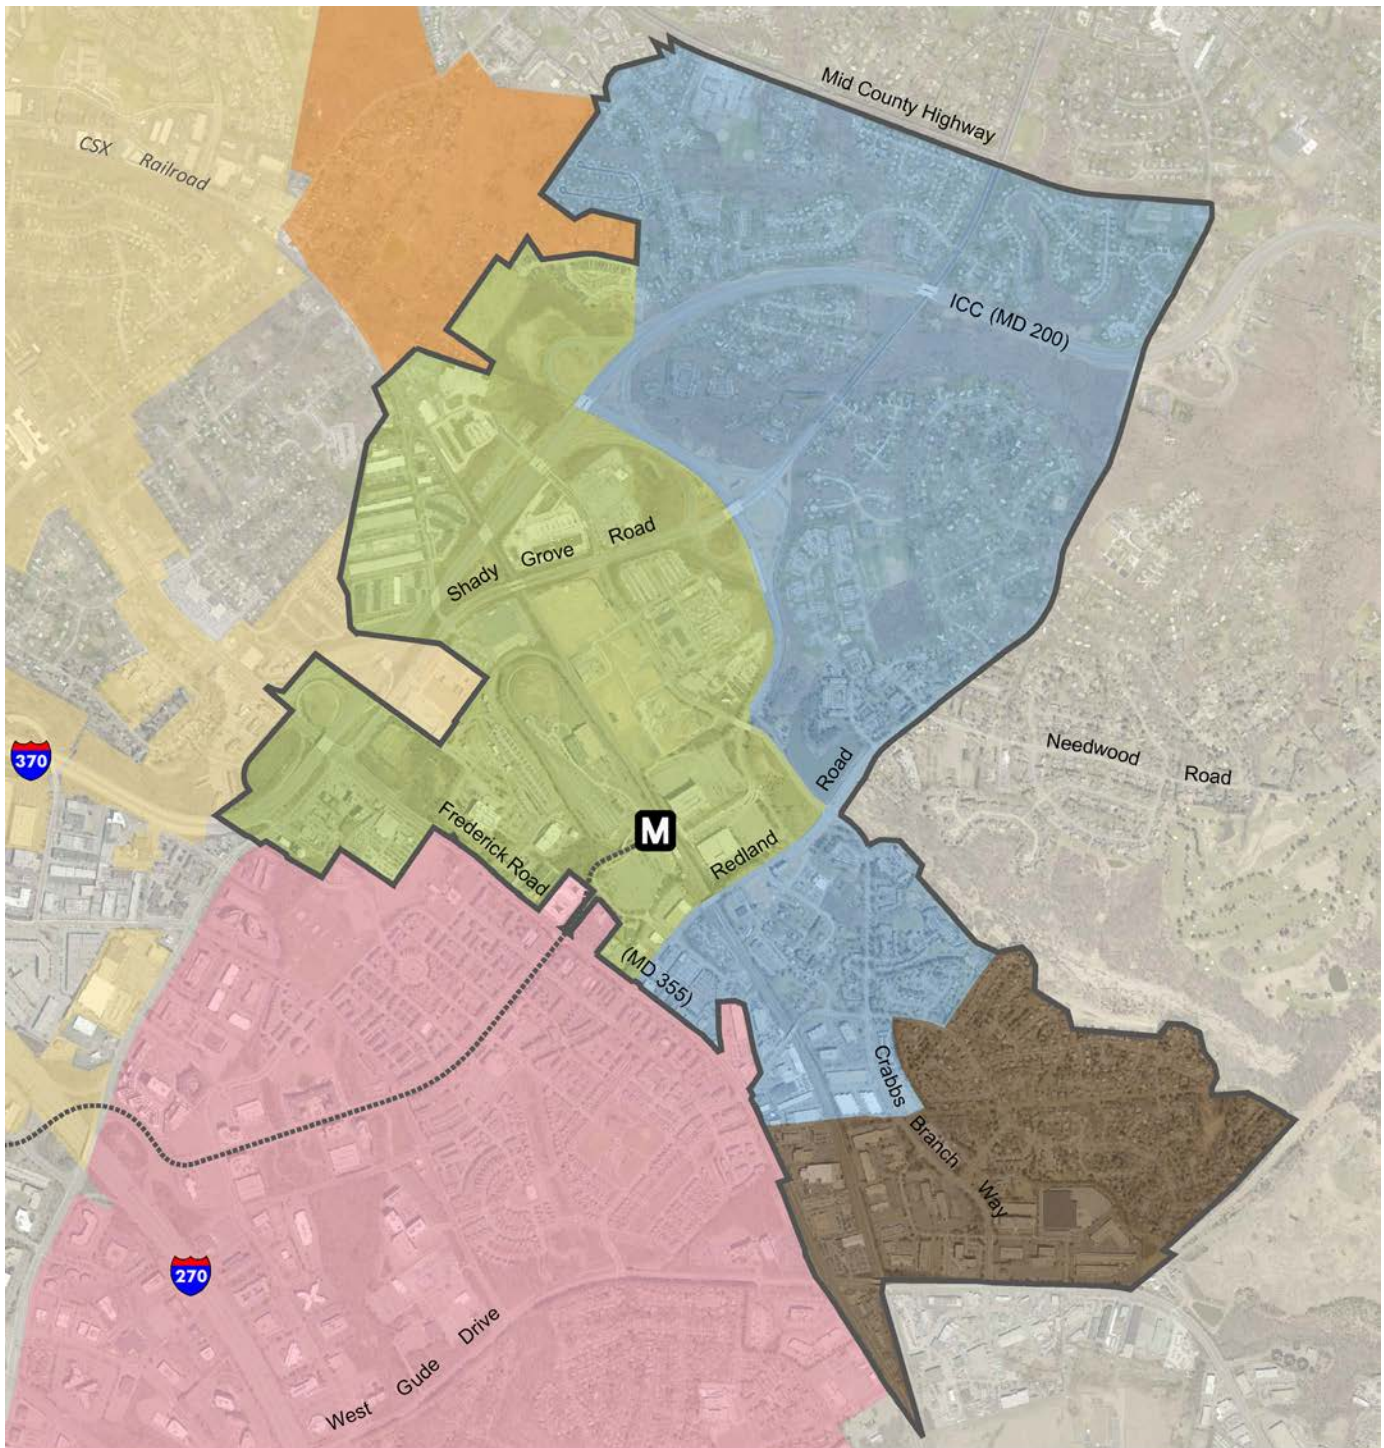 Mid County Highway
CSX Railroad
ICC (MD 200)
Shady Grove Road
370
Needwood Road
Road
M
Frederick Road
Redland
(MD 355)
Crabbs
Branch
Way
270
West Gude Drive